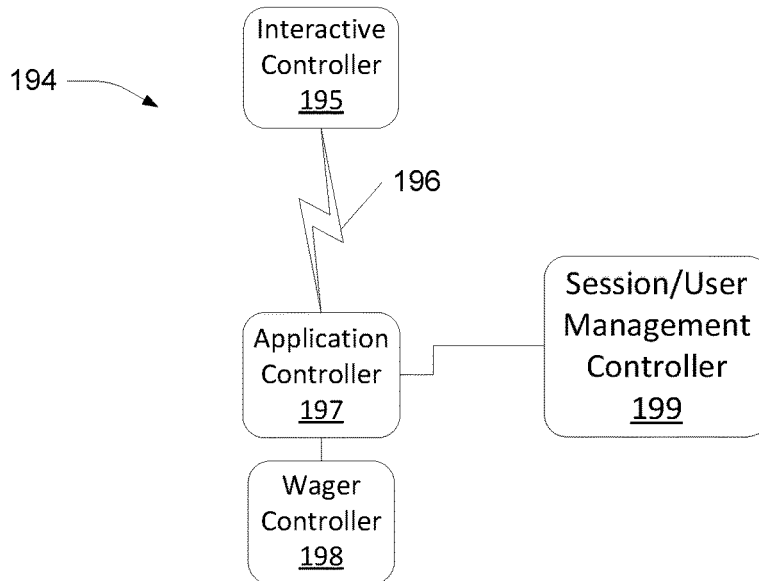 Interactive
Controller
195
194
196
Application
Controller
197
Session/User
Management
Controller
199
Wager
Controller
198